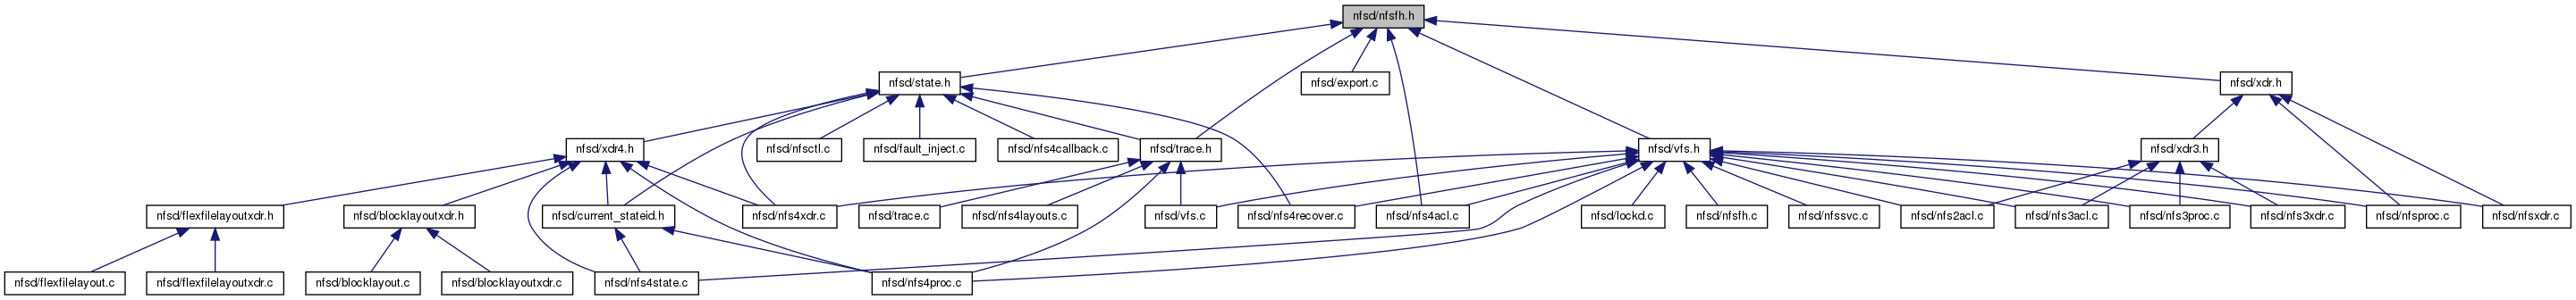 nfsd/nfsfh.h
nfsd/state.h
nfsd/export.c
nfsd/xdr.h
nfsd/xdr4.h
nfsd/nfsctl.c
nfsd/fault_inject.c
nfsd/nfs4callback.c
nfsd/trace.h
nfsd/vfs.h
nfsd/xdr3.h
nfsd/flexfilelayoutxdr.h
nfsd/blocklayoutxdr.h
nfsd/current_stateid.h
nfsd/nfs4xdr.c
nfsd/trace.c
nfsd/nfs4layouts.c
nfsd/vfs.c
nfsd/nfs4recover.c
nfsd/nfs4acl.c
nfsd/lockd.c
nfsd/nfsfh.c
nfsd/nfssvc.c
nfsd/nfs2acl.c
nfsd/nfs3acl.c
nfsd/nfs3proc.c
nfsd/nfs3xdr.c
nfsd/nfsproc.c
nfsd/nfsxdr.c
nfsd/flexfilelayout.c
nfsd/flexfilelayoutxdr.c
nfsd/blocklayout.c
nfsd/blocklayoutxdr.c
nfsd/nfs4state.c
nfsd/nfs4proc.c